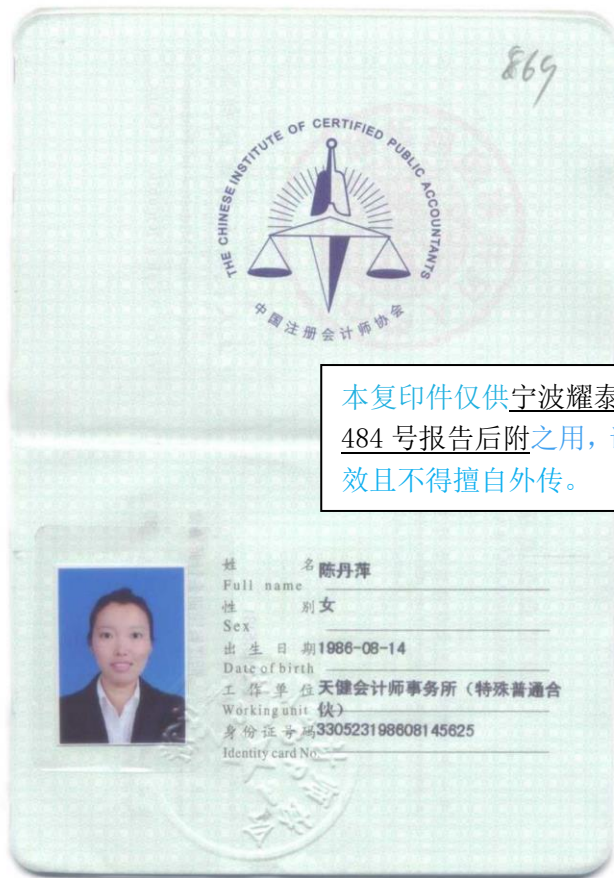 869
THE CHINESE INSTITUTE OF CERTIFIED PUBLIC ACCOUNTANTS
中国注册会计师协会
本复印件仅供宁波耀泰
484 号报告后附之用，
效且不得擅自外传。
姓 名 陈丹萍
Full name
性 别 女
Sex
出 生 日 期 1986-08-14
Date of birth
工 作 单 位 天健会计师事务所（特殊普通合
Working unit 伙）
身份证号码 330523198608145625
Identity card No.